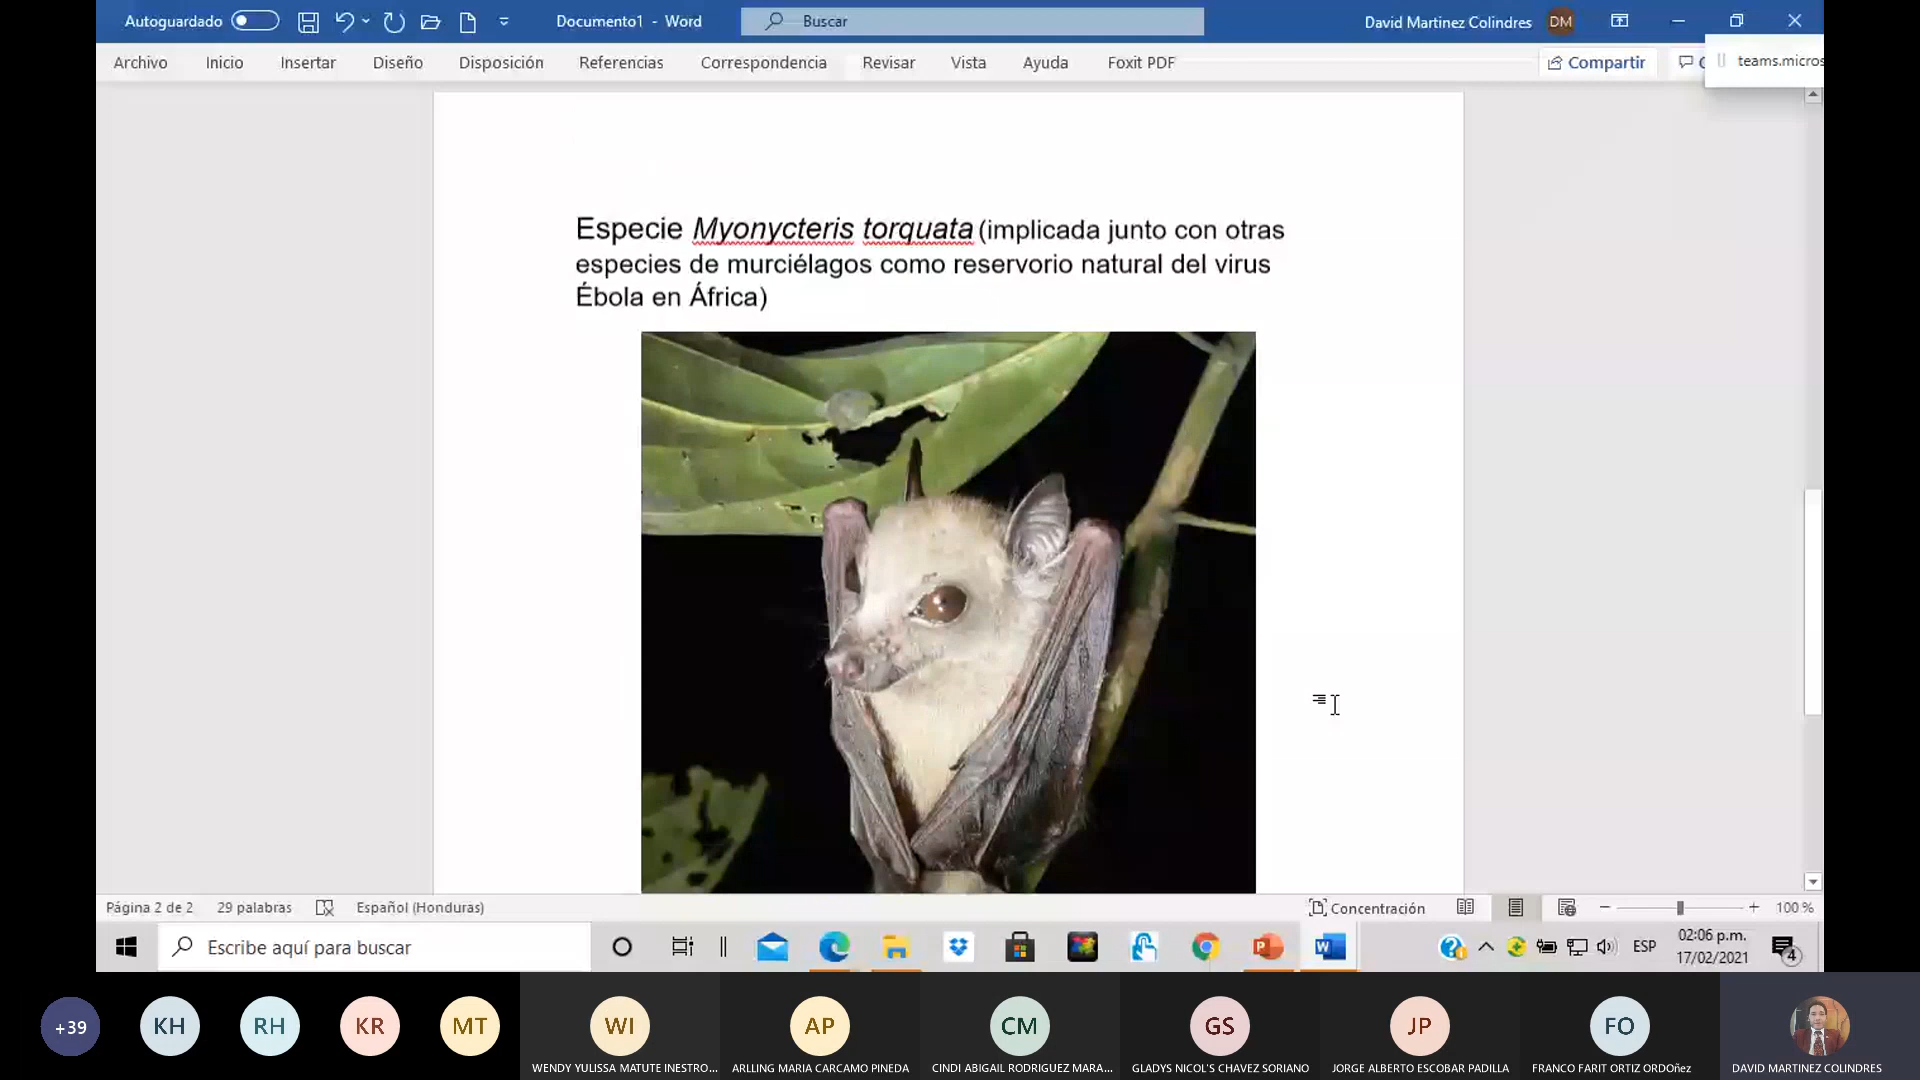 Autoguardado
Documento1 - Word
Buscar
David Martinez Colindres
DM
Archivo Inicio Insertar Diseño Disposición Referencias Correspondencia Revisar Vista Ayuda Foxit PDF
Compartir
teams.micros
Especie Myonycteris torquata (implicada junto con otras
especies de murciélagos como reservorio natural del virus
Ébola en África)
Página 2 de 2 29 palabras Español (Honduras)
Concentración
100 %
Escribe aquí para buscar
ESP
02:06 p.m.
17/02/2021
4
+39 KH RH KR MT WI AP CM GS JP FO
WENDY YULISSA MATUTE INESTRO... ARLLING MARIA CARCAMO PINEDA CINDI ABIGAIL RODRIGUEZ MARA... GLADYS NICOL'S CHAVEZ SORIANO JORGE ALBERTO ESCOBAR PADILLA FRANCO FARIT ORTIZ ORDOñez DAVID MARTINEZ COLINDRES